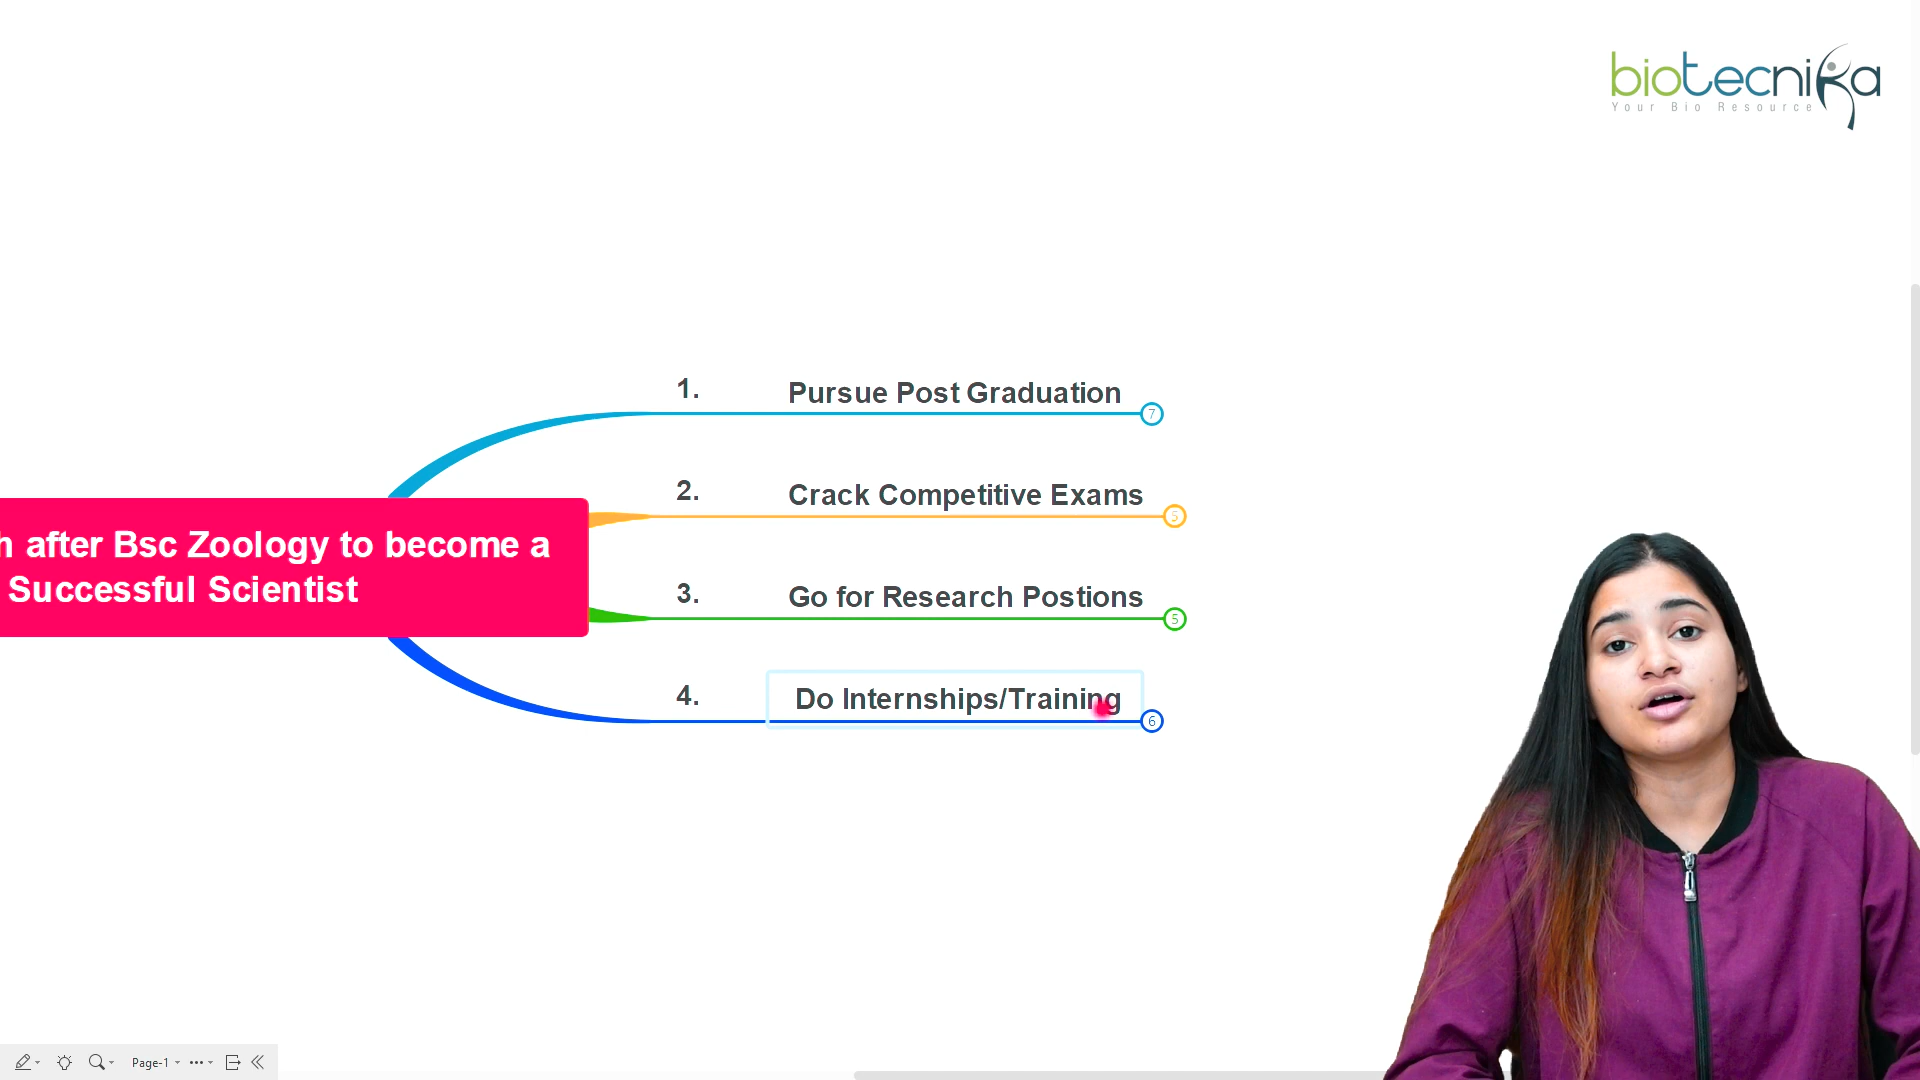 biotecnika
Your Bio Resource
1. Pursue Post Graduation
7
2. Crack Competitive Exams
5
h after Bsc Zoology to become a
Successful Scientist
3. Go for Research Postions
5
4. Do Internships/Training
6
Page-1